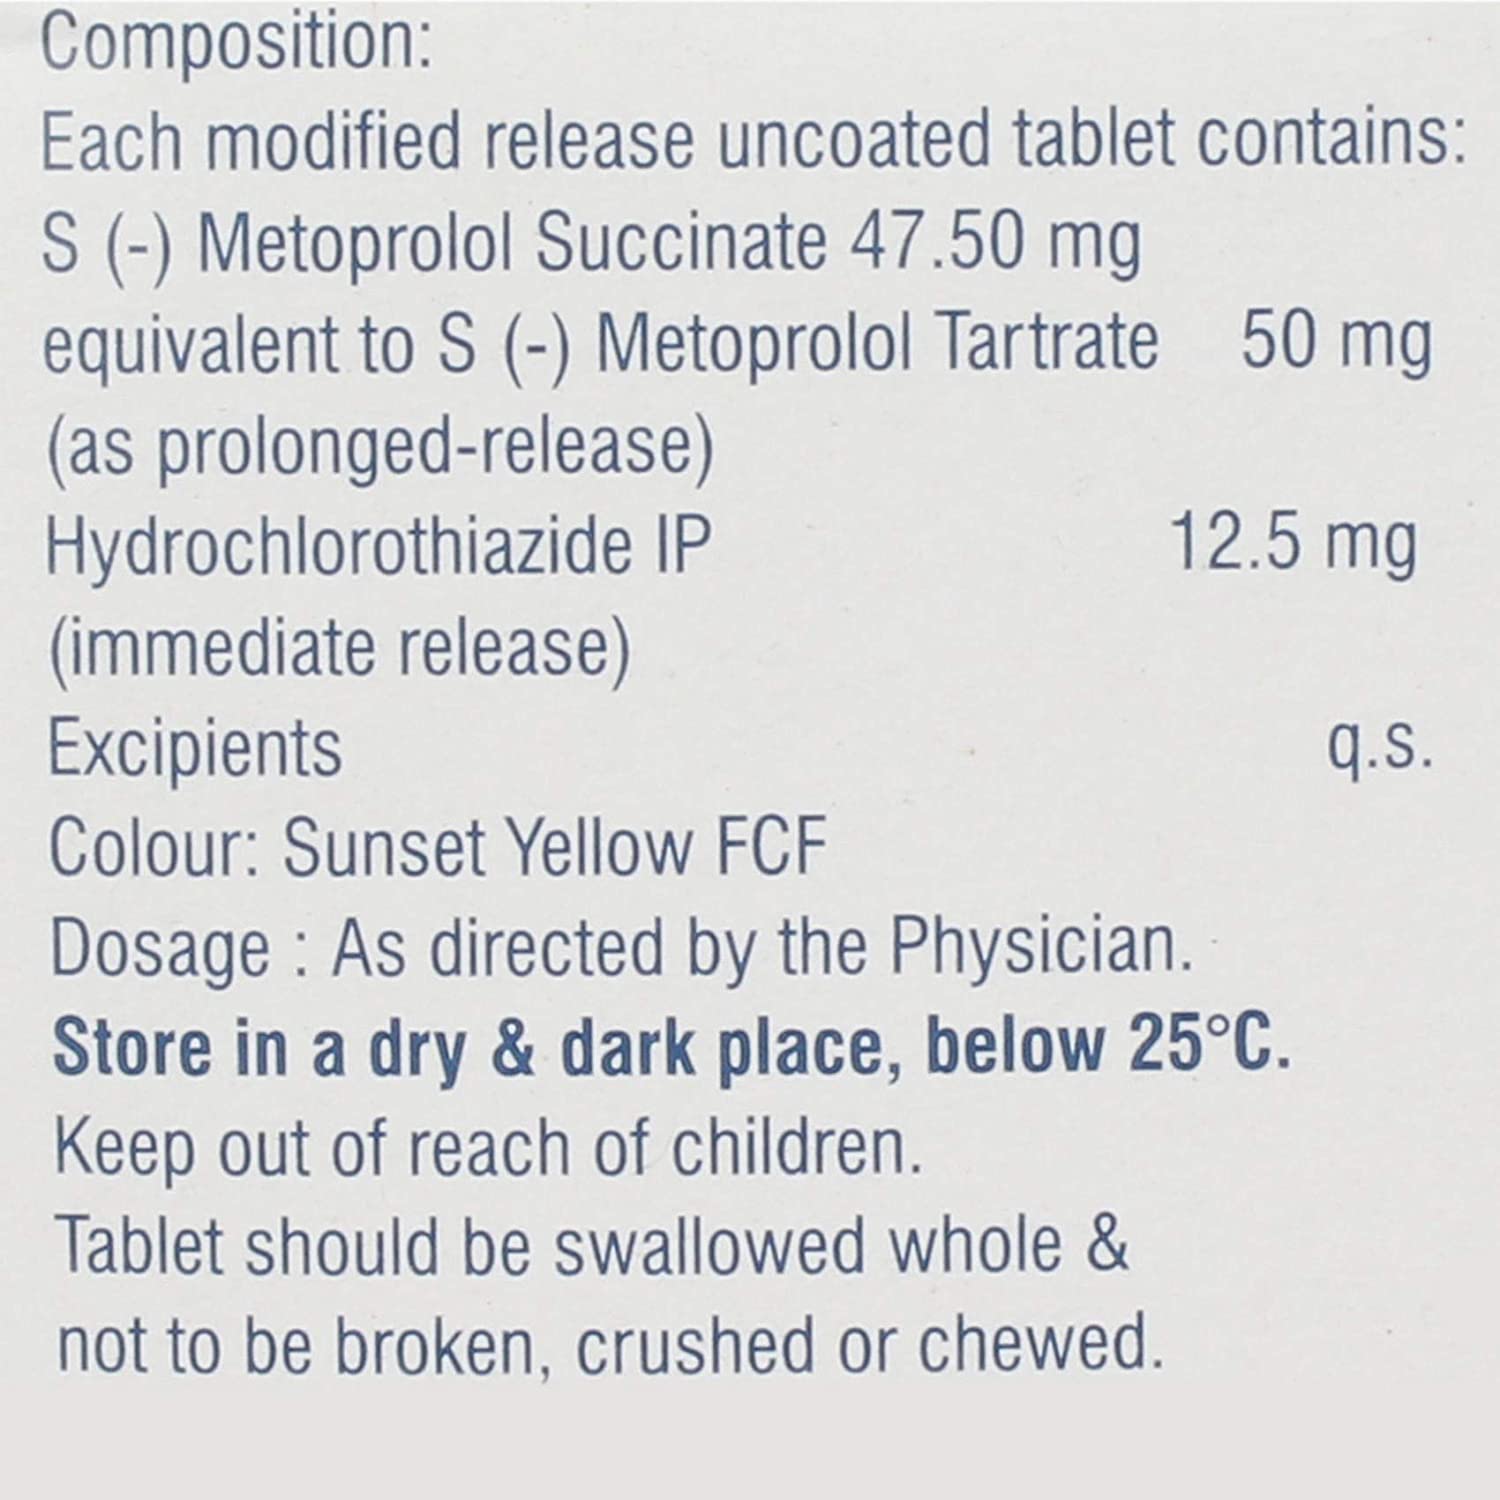 Composition:
Each modified release uncoated tablet contains:
S (-) Metoprolol Succinate 47.50 mg
equivalent to S (-) Metoprolol Tartrate 50 mg
(as prolonged-release)
Hydrochlorothiazide IP 12.5 mg
(immediate release)
Excipients q.s.
Colour: Sunset Yellow FCF
Dosage : As directed by the Physician.
Store in a dry & dark place, below 25°C.
Keep out of reach of children.
Tablet should be swallowed whole &
not to be broken, crushed or chewed.